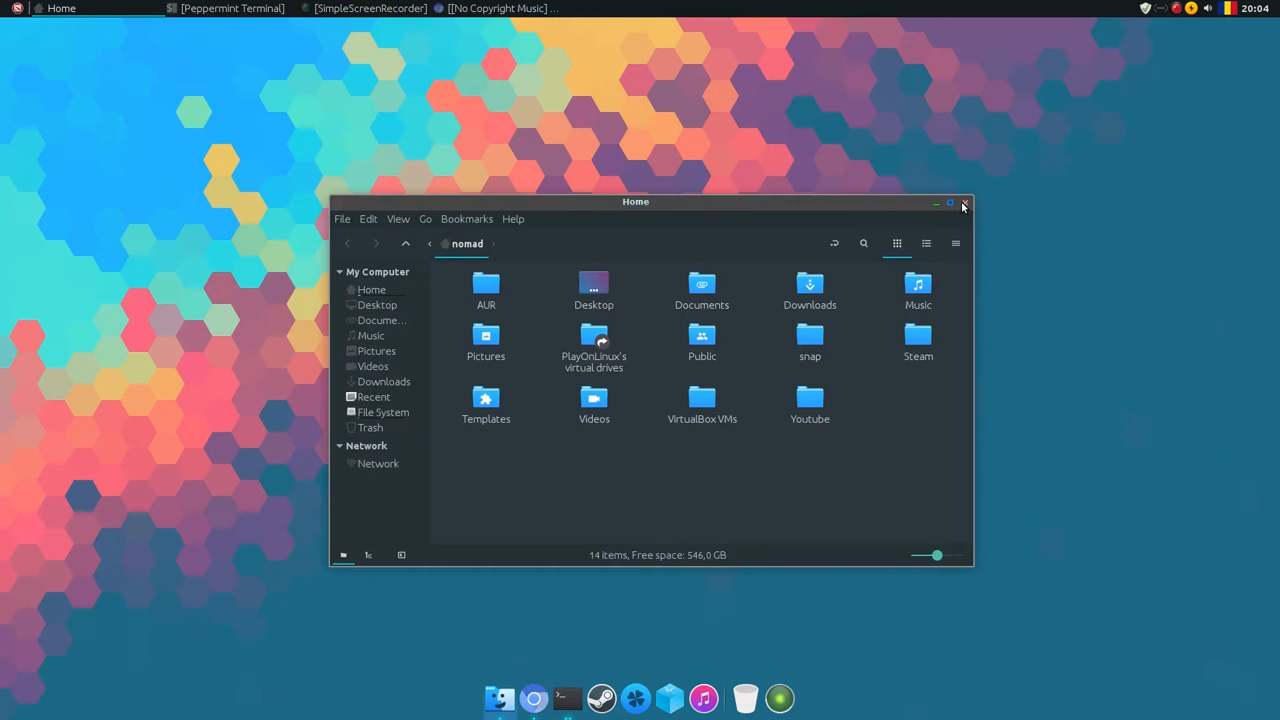 Home
[Peppermint Terminal]
[SimpleScreenRecorder]
[[No Copyright Music] ...
20:04
Home
File Edit View Go Bookmarks Help
nomad
My Computer
Home
Desktop
Docume...
Music
Pictures
Videos
Downloads
Recent
File System
Trash
Network
Network
AUR
Desktop
Documents
Downloads
Music
Pictures
PlayOnLinux's
virtual drives
Public
snap
Steam
Templates
Videos
VirtualBox VMs
Youtube
14 items, Free space: 546,0 GB